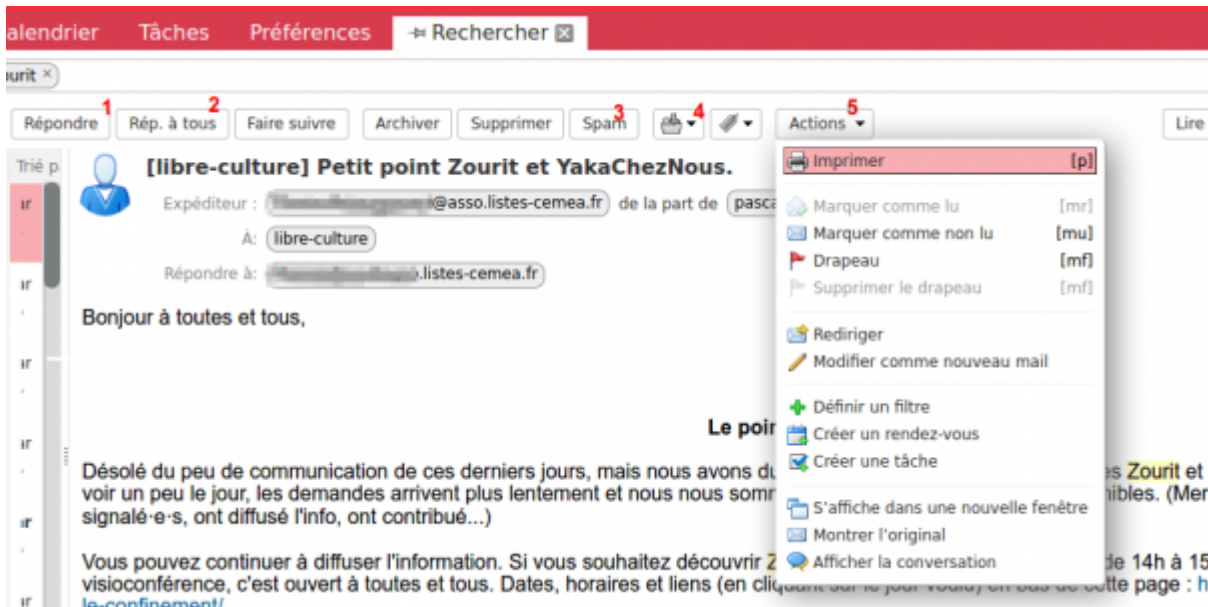 alendrier Tâches Préférences Rechercher
urit ×
1 2 3 4 5
Répondre Rép. à tous Faire suivre Archiver Supprimer Spam Actions Lire
Trié p
[libre-culture] Petit point Zourit et YakaChezNous.
Expéditeur : @asso.listes-cemea.fr de la part de pasca
À: libre-culture
Répondre à: .listes-cemea.fr
Imprimer [p]
Marquer comme lu [mr]
Marquer comme non lu [mu]
Drapeau [mf]
Supprimer le drapeau [mf]
Rediriger
Modifier comme nouveau mail
Définir un filtre
Créer un rendez-vous
Créer une tâche
S'affiche dans une nouvelle fenêtre
Montrer l'original
Afficher la conversation
Bonjour à toutes et tous,
Le poin
Désolé du peu de communication de ces derniers jours, mais nous avons du es Zourit et
voir un peu le jour, les demandes arrivent plus lentement et nous nous somm nibles. (Mer
signalé·e·s, ont diffusé l'info, ont contribué...)
Vous pouvez continuer à diffuser l'information. Si vous souhaitez découvrir Z de 14h à 15
visioconférence, c'est ouvert à toutes et tous. Dates, horaires et liens (en cliquant sur le jour voulu) en bas de cette page : h
le-confinement/